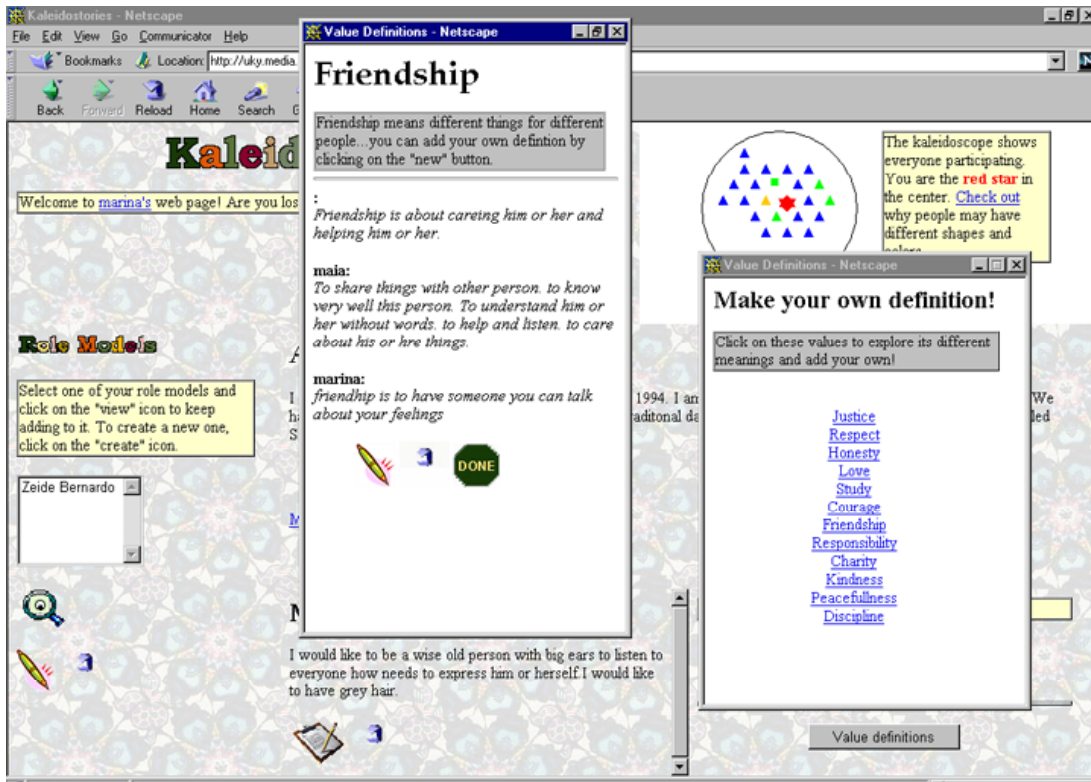 Kaleidostories - Netscape
File Edit View Go Communicator Help
Bookmarks Location: http://uky.media.
Back Forward Reload Home Search
Kaleid
Welcome to marina's web page! Are you los
Role Models
Select one of your role models and
click on the "view" icon to keep
adding to it. To create a new one,
click on the "create" icon.
Zeide Bernardo
Value Definitions - Netscape
Friendship
Friendship means different things for different
people...you can add your own defintion by
clicking on the "new" button.
:
Friendship is about careing him or her and
helping him or her.
maia:
To share things with other person. to know
very well this person. To understand him or
her without words. to help and listen. to care
about his or hre things.
marina:
friendhip is to have someone you can talk
about your feelings
DONE
I would like to be a wise old person with big ears to listen to
everyone how needs to express him or herself.I would like
to have grey hair.
1994. I am
The kaleidoscope shows
everyone participating.
You are the red star in
the center. Check out
why people may have
different shapes and
Value Definitions - Netscape
Make your own definition!
Click on these values to explore its different
meanings and add your own!
Justice
Respect
Honesty
Love
Study
Courage
Friendship
Responsibility
Charity
Kindness
Peacefullness
Discipline
Value definitions